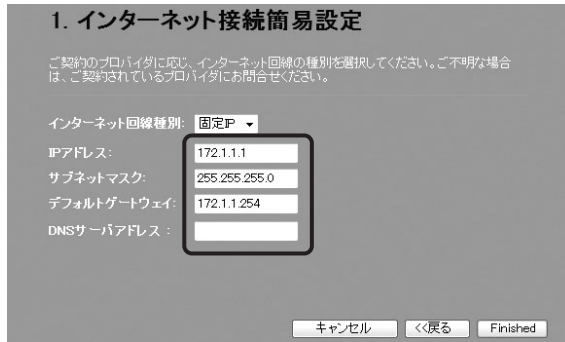 1. インターネット接続簡易設定
ご契約のプロバイダに応じ、インターネット回線の種別を選択してください。ご不明な場合
は、ご契約されているプロバイダにお問合せください。
インターネット回線種別: 固定IP
IPアドレス: 172.1.1.1
サブネットマスク: 255.255.255.0
デフォルトゲートウェイ: 172.1.1.254
DNSサーバアドレス :
キャンセル <<戻る Finished